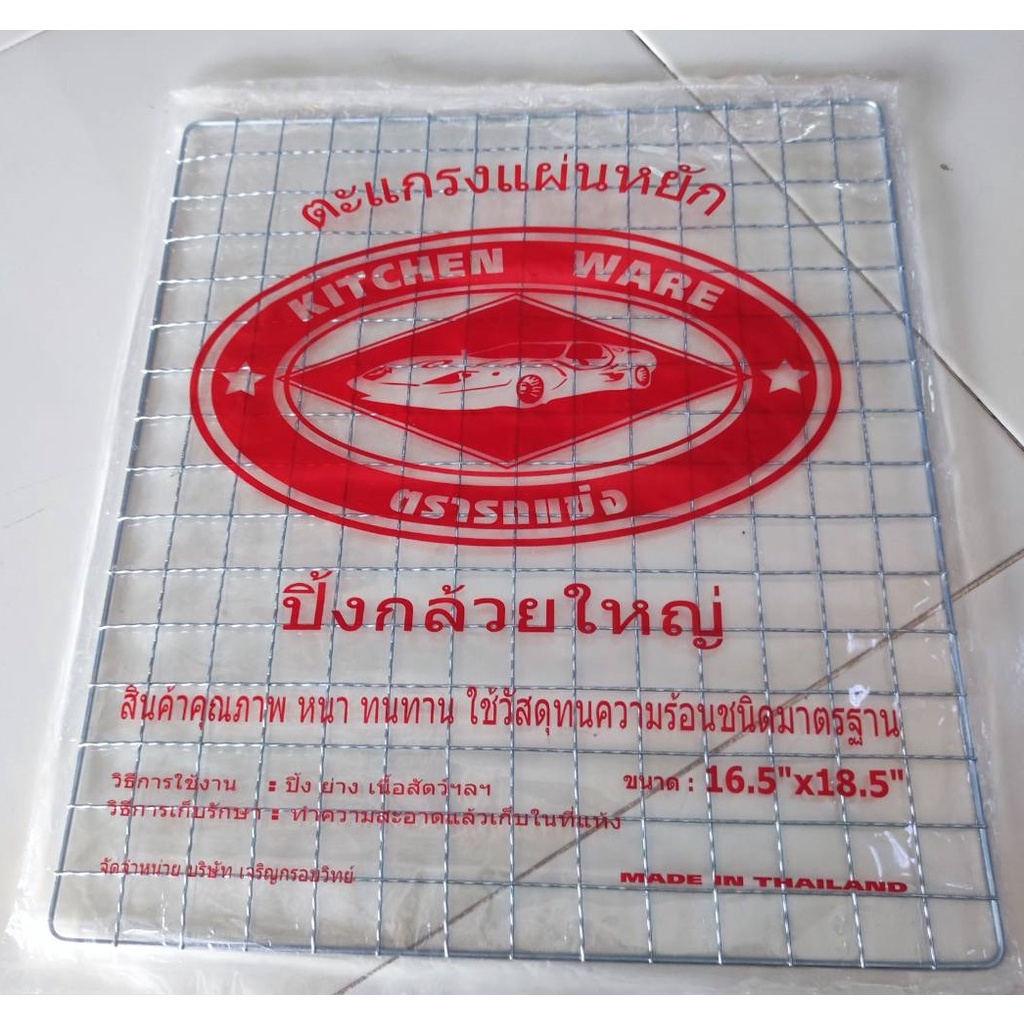 ตะแกรงแผ่นหยัก
KITCHEN WARE
ตรารถแข่ง
ปิ้งกล้วยใหญ่
สินค้าคุณภาพ หนา ทนทาน ใช้วัสดุทนความร้อนชนิดมาตรฐาน
วิธีการใช้งาน : ปิ้ง ย่าง เนื้อสัตว์ฯลฯ
ขนาด : 16.5"x18.5"
วิธีการเก็บรักษา : ทำความสะอาดแล้วเก็บในที่แห้ง
จัดจำหน่าย บริษัท เจริญกรอบวิทย์
MADE IN THAILAND